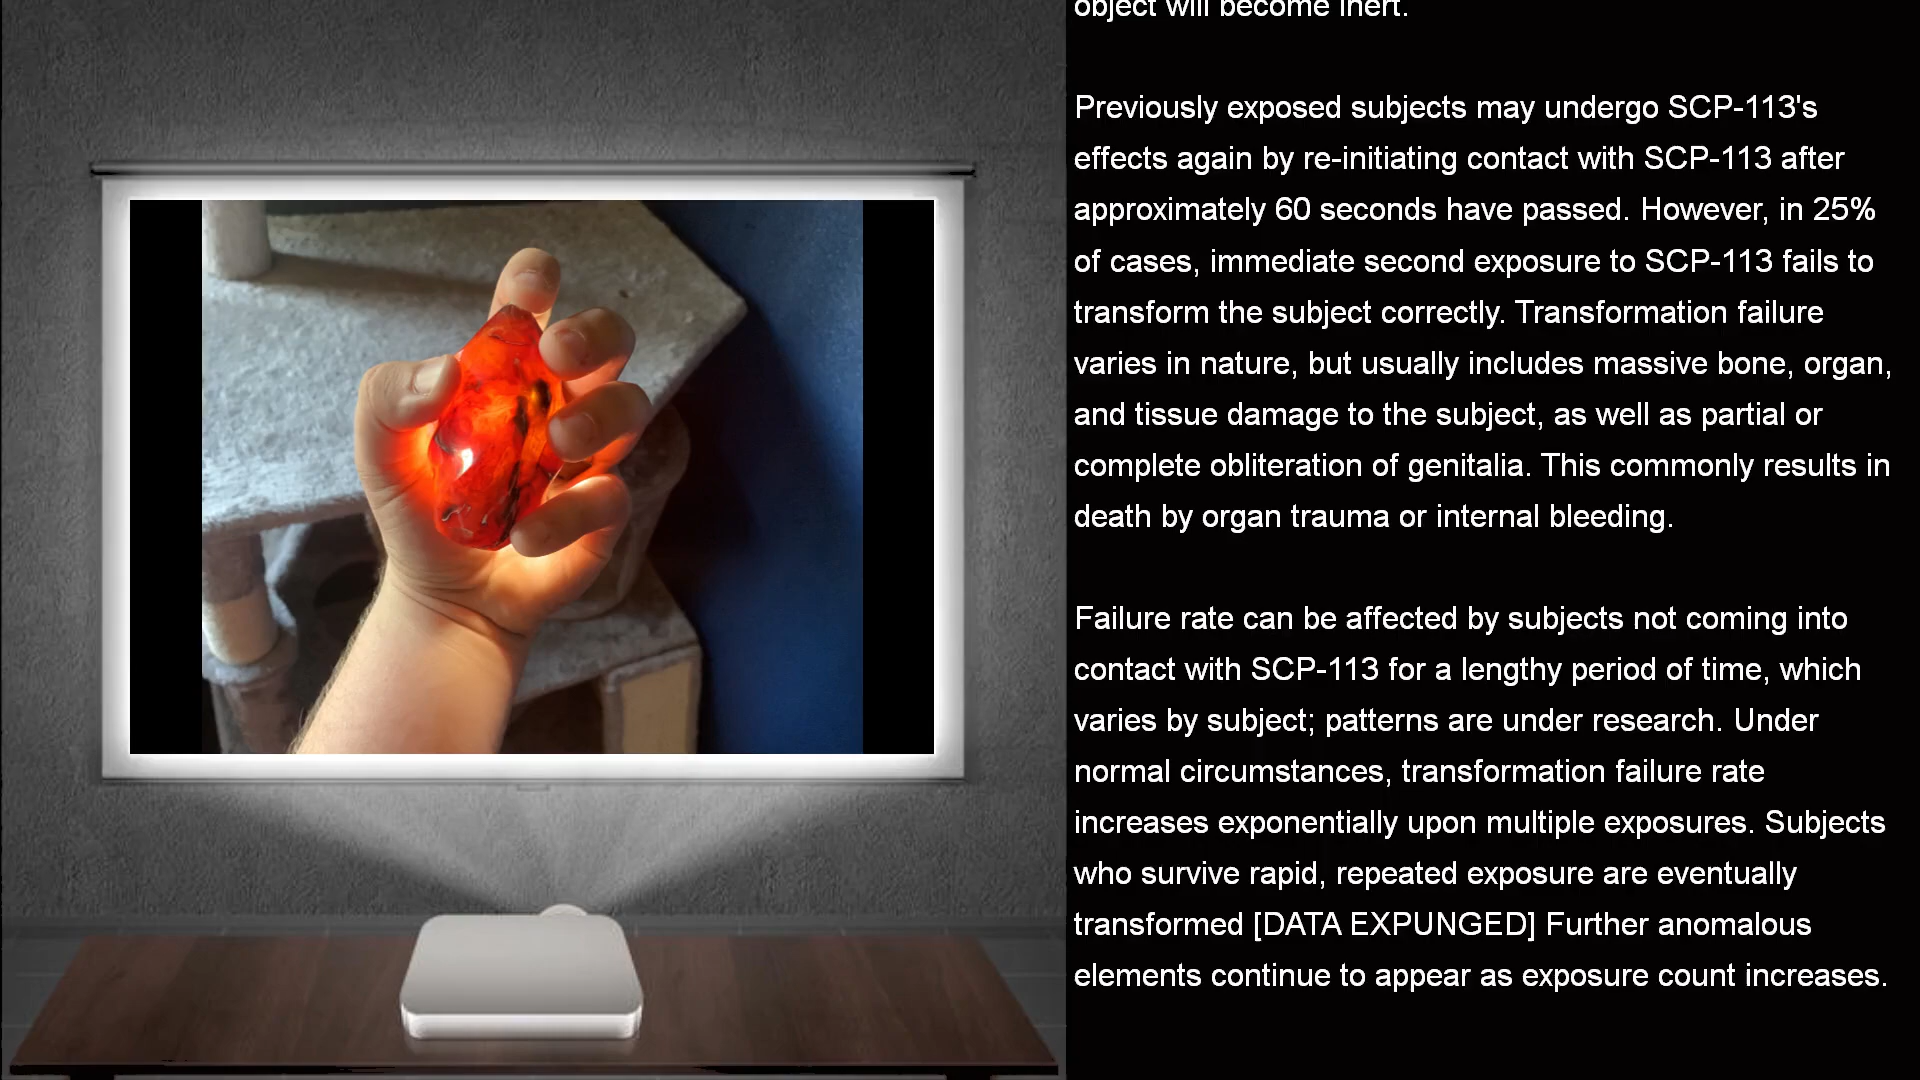 object will become inert.
Previously exposed subjects may undergo SCP-113's
effects again by re-initiating contact with SCP-113 after
approximately 60 seconds have passed. However, in 25%
of cases, immediate second exposure to SCP-113 fails to
transform the subject correctly. Transformation failure
varies in nature, but usually includes massive bone, organ,
and tissue damage to the subject, as well as partial or
complete obliteration of genitalia. This commonly results in
death by organ trauma or internal bleeding.
Failure rate can be affected by subjects not coming into
contact with SCP-113 for a lengthy period of time, which
varies by subject; patterns are under research. Under
normal circumstances, transformation failure rate
increases exponentially upon multiple exposures. Subjects
who survive rapid, repeated exposure are eventually
transformed [DATA EXPUNGED] Further anomalous
elements continue to appear as exposure count increases.